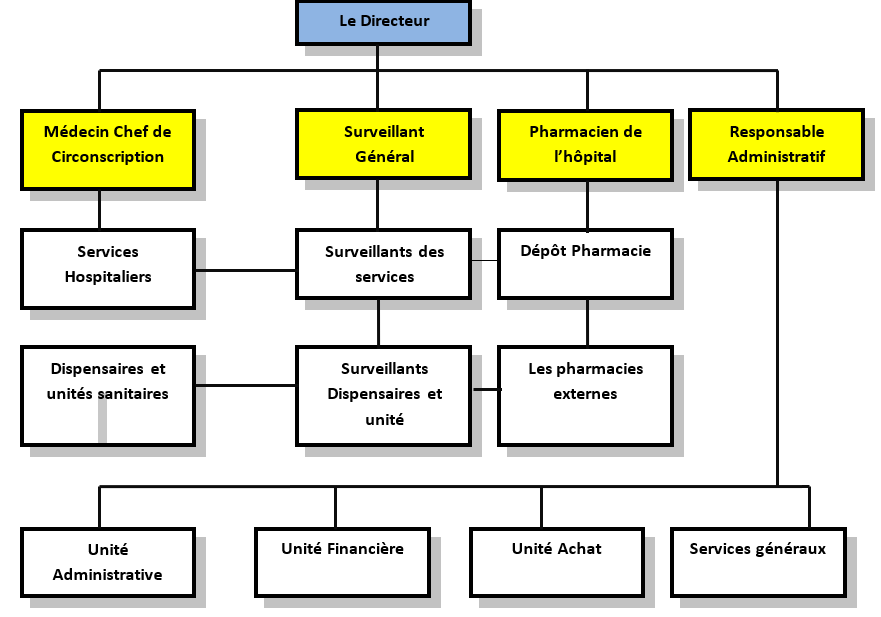 Le Directeur
Médecin Chef de
Circonscription
Surveillant
Général
Pharmacien de
l’hôpital
Responsable
Administratif
Services
Hospitaliers
Surveillants des
services
Dépôt Pharmacie
Dispensaires et
unités sanitaires
Surveillants
Dispensaires et
unité
Les pharmacies
externes
Unité
Administrative
Unité Financière
Unité Achat
Services généraux